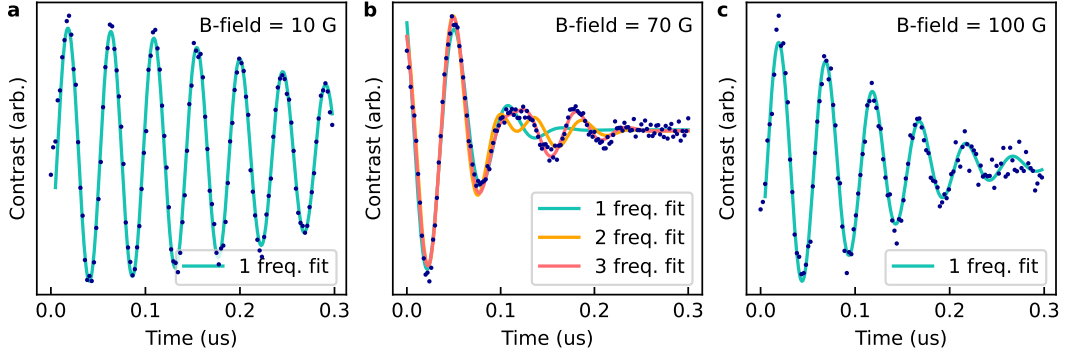 a
B-field = 10 G
Contrast (arb.)
1 freq. fit
0.0 0.1 0.2 0.3
Time (us)
b
B-field = 70 G
Contrast (arb.)
1 freq. fit
2 freq. fit
3 freq. fit
0.0 0.1 0.2 0.3
Time (us)
c
B-field = 100 G
Contrast (arb.)
1 freq. fit
0.0 0.1 0.2 0.3
Time (us)